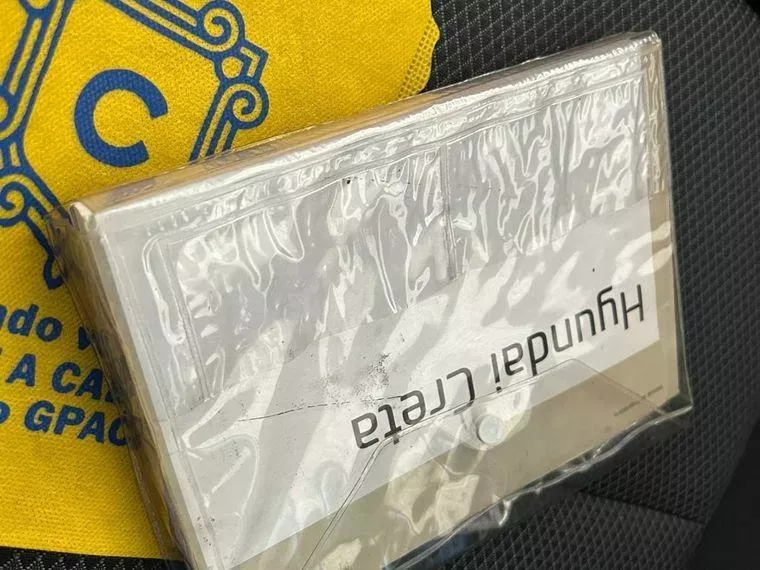 C
ndo v
A CA
GPAC
Hyundai Creta